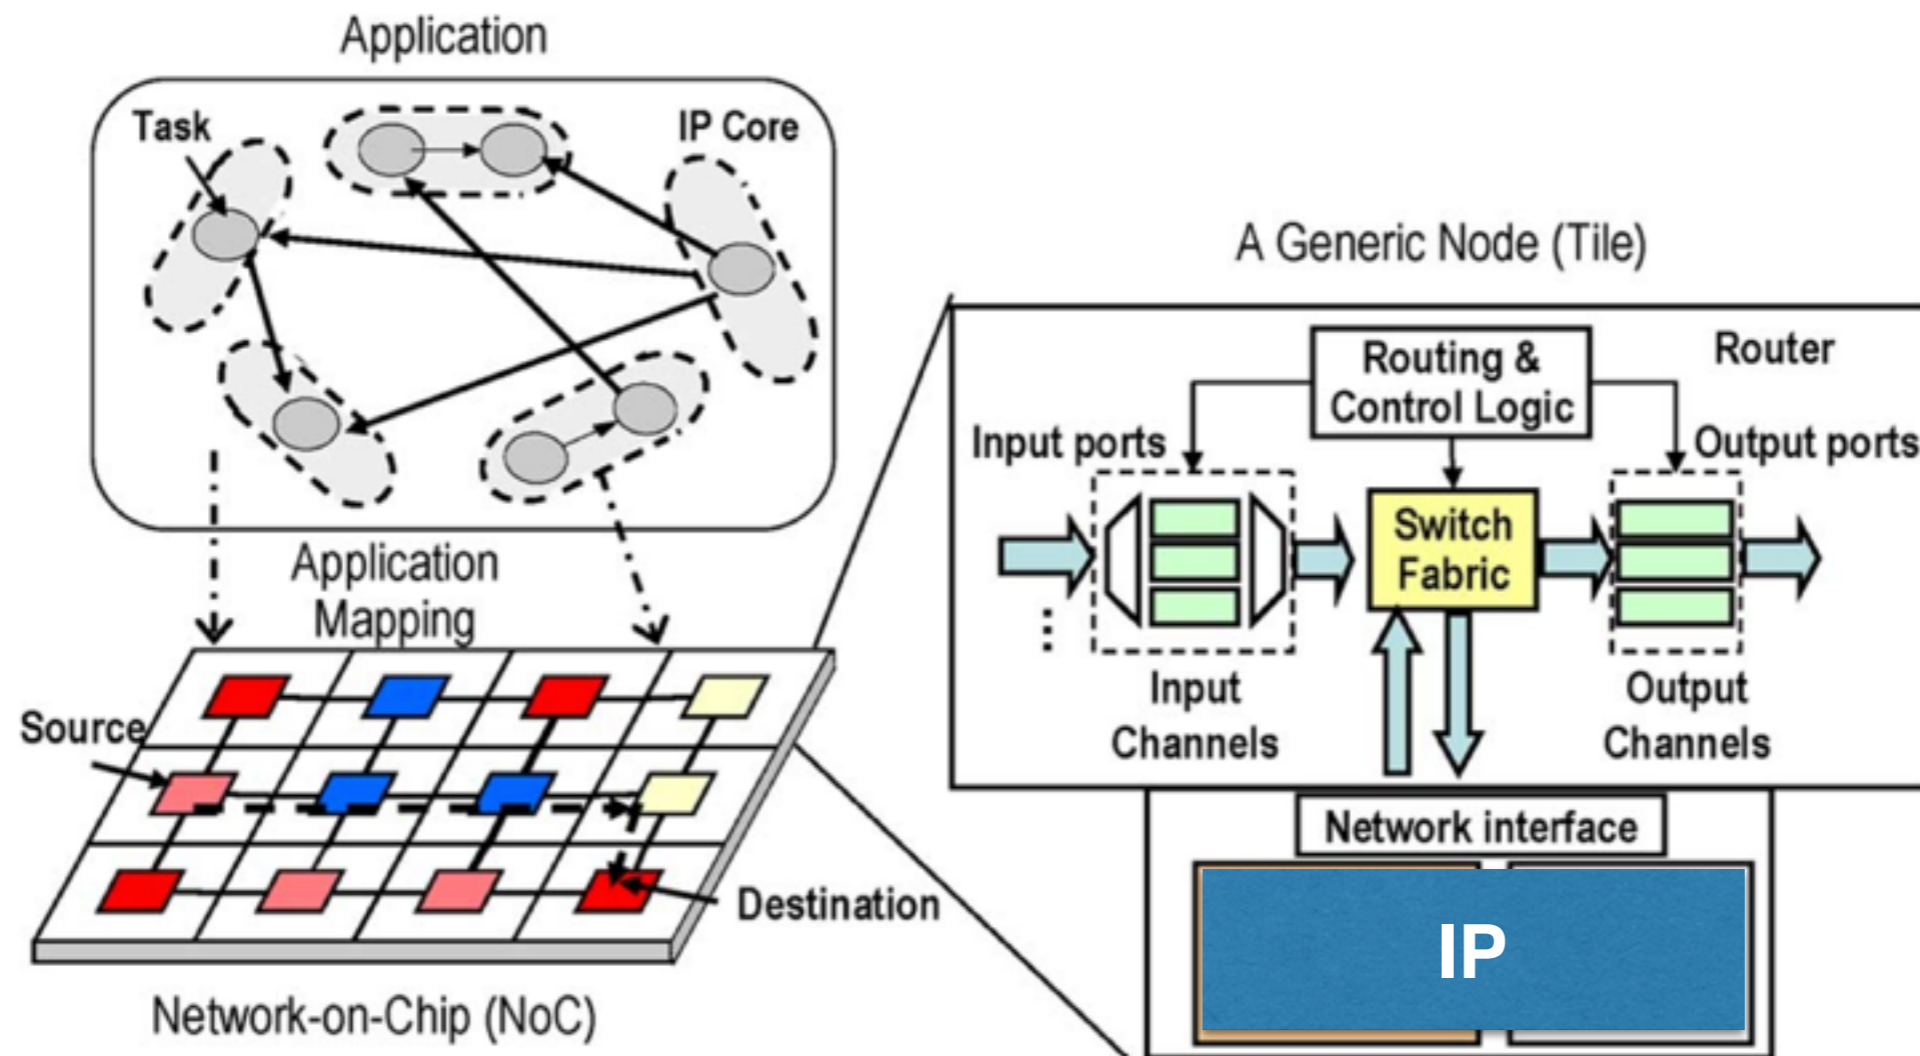 Application
Task
IP Core
Application
Mapping
Source
Destination
Network-on-Chip (NoC)
A Generic Node (Tile)
Routing &
Control Logic
Router
Input ports
Output ports
Switch
Fabric
Input
Channels
Output
Channels
Network interface
IP